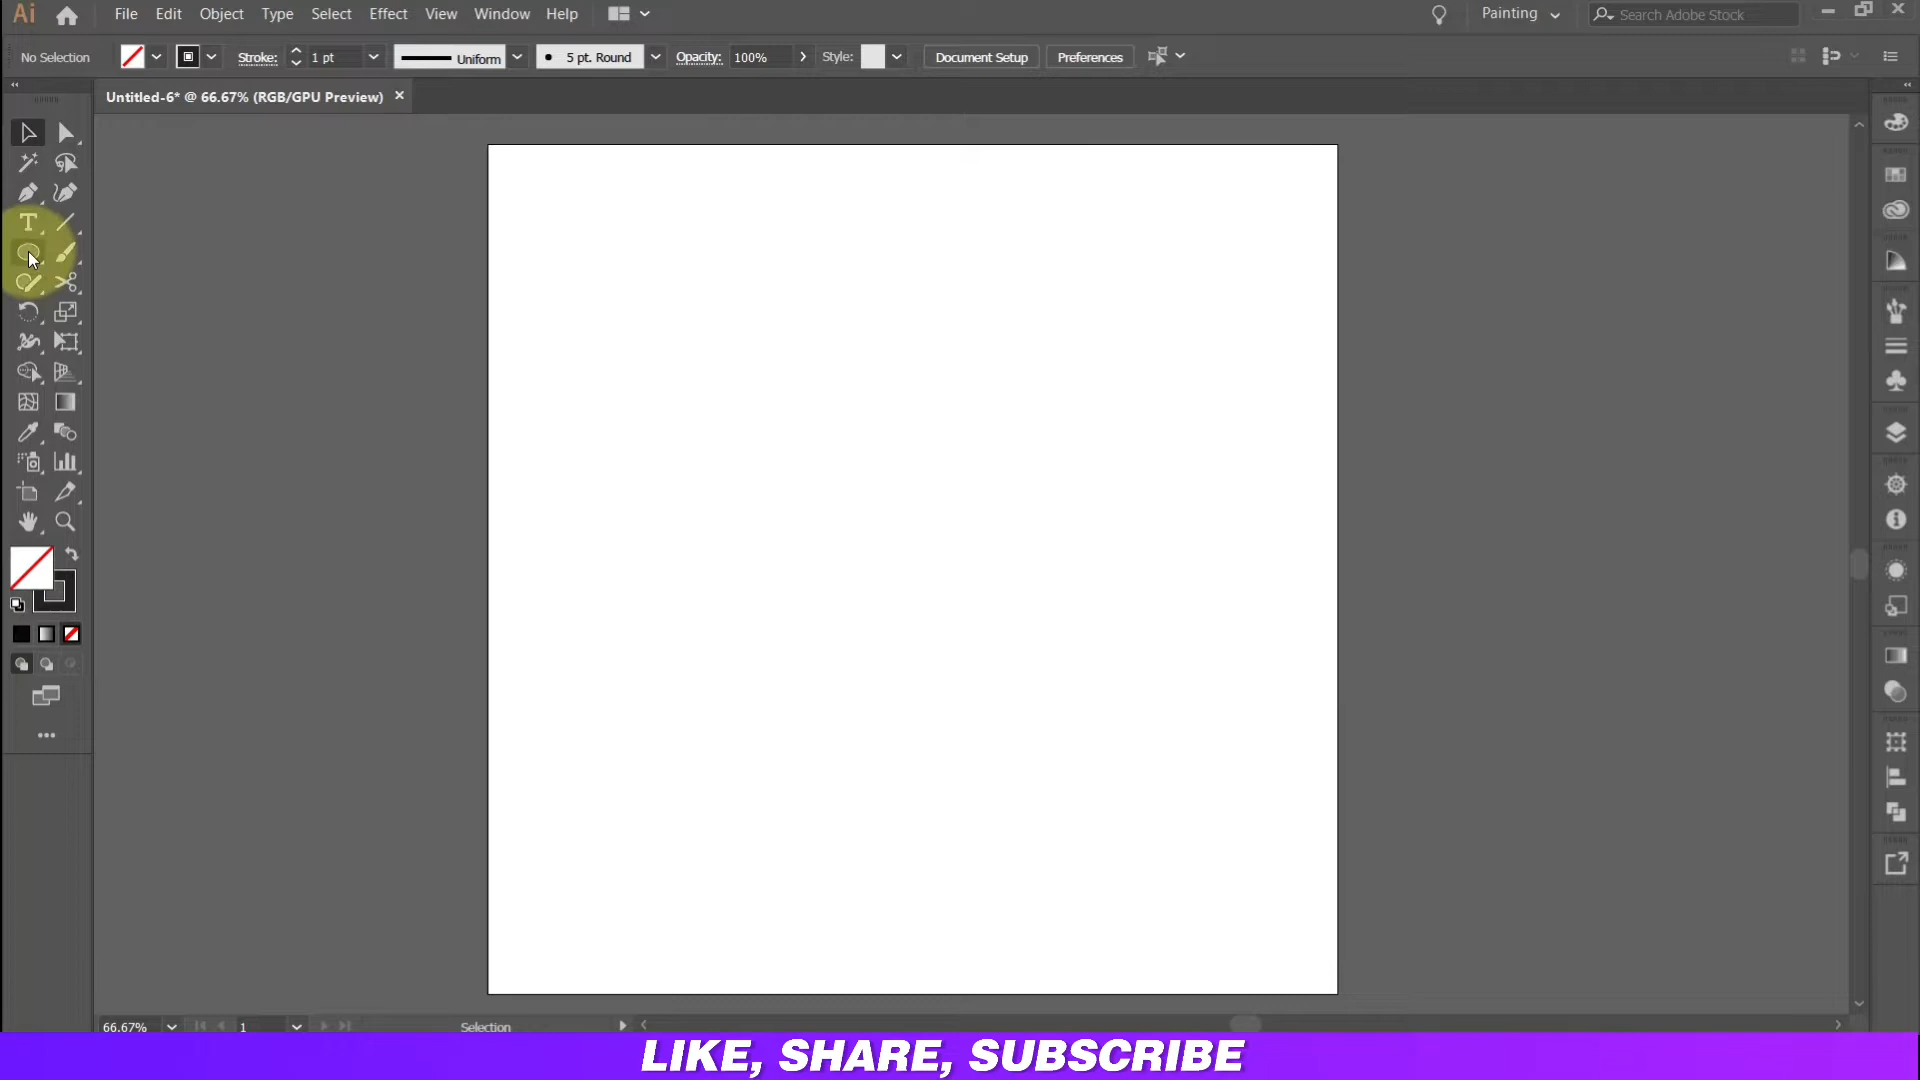 Ai File Edit Object Type Select Effect View Window Help Painting Search Adobe Stock
No Selection Stroke: 1 pt Uniform 5 pt. Round Opacity: 100% Style: Document Setup Preferences
Untitled-6* @ 66.67% (RGB/GPU Preview)
66.67% 1 Selection
LIKE, SHARE, SUBSCRIBE